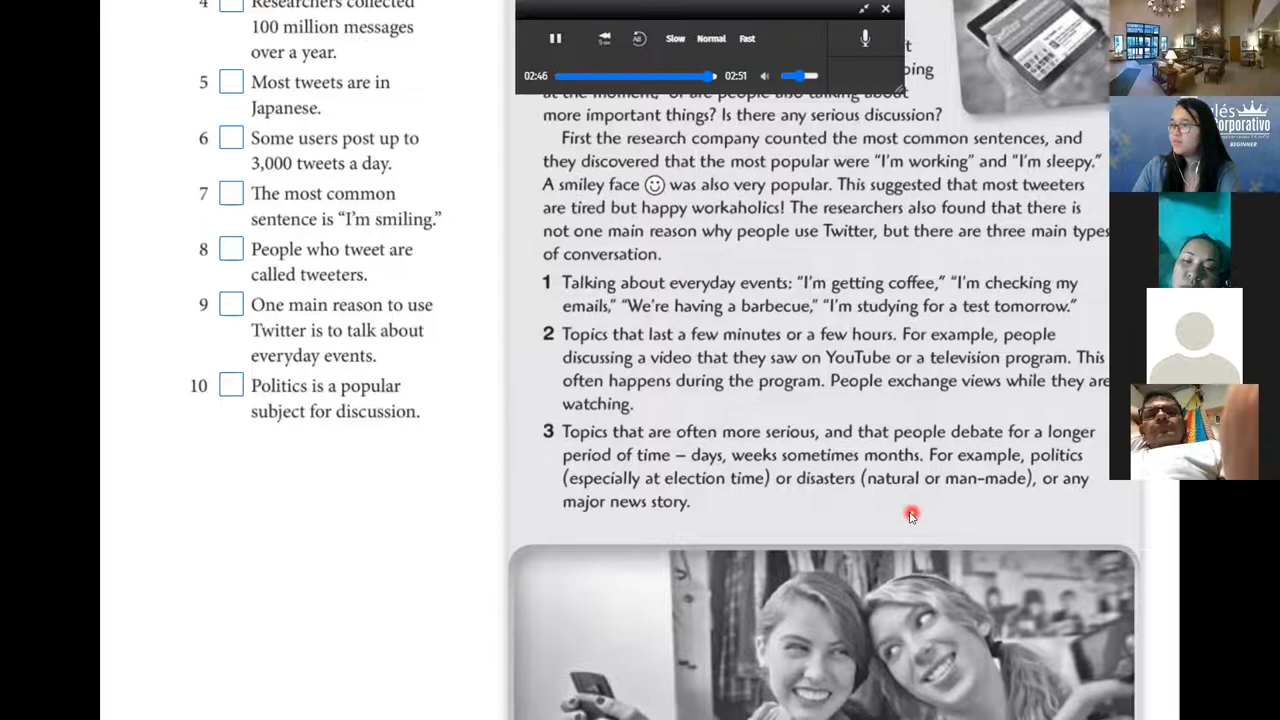 4 Researchers collected
100 million messages
over a year.
5 Most tweets are in
Japanese.
6 Some users post up to
3,000 tweets a day.
7 The most common
sentence is “I’m smiling.”
8 People who tweet are
called tweeters.
9 One main reason to use
Twitter is to talk about
everyday events.
10 Politics is a popular
subject for discussion.
Slow Normal Fast
02:46 02:51
more important things? Is there any serious discussion?
First the research company counted the most common sentences, and
they discovered that the most popular were “I’m working” and “I’m sleepy.”
A smiley face ☺ was also very popular. This suggested that most tweeters
are tired but happy workaholics! The researchers also found that there is
not one main reason why people use Twitter, but there are three main types
of conversation.
1 Talking about everyday events: “I’m getting coffee,” “I’m checking my
emails,” “We’re having a barbecue,” “I’m studying for a test tomorrow.”
2 Topics that last a few minutes or a few hours. For example, people
discussing a video that they saw on YouTube or a television program. This
often happens during the program. People exchange views while they are
watching.
3 Topics that are often more serious, and that people debate for a longer
period of time – days, weeks sometimes months. For example, politics
(especially at election time) or disasters (natural or man-made), or any
major news story.
BEGINNER